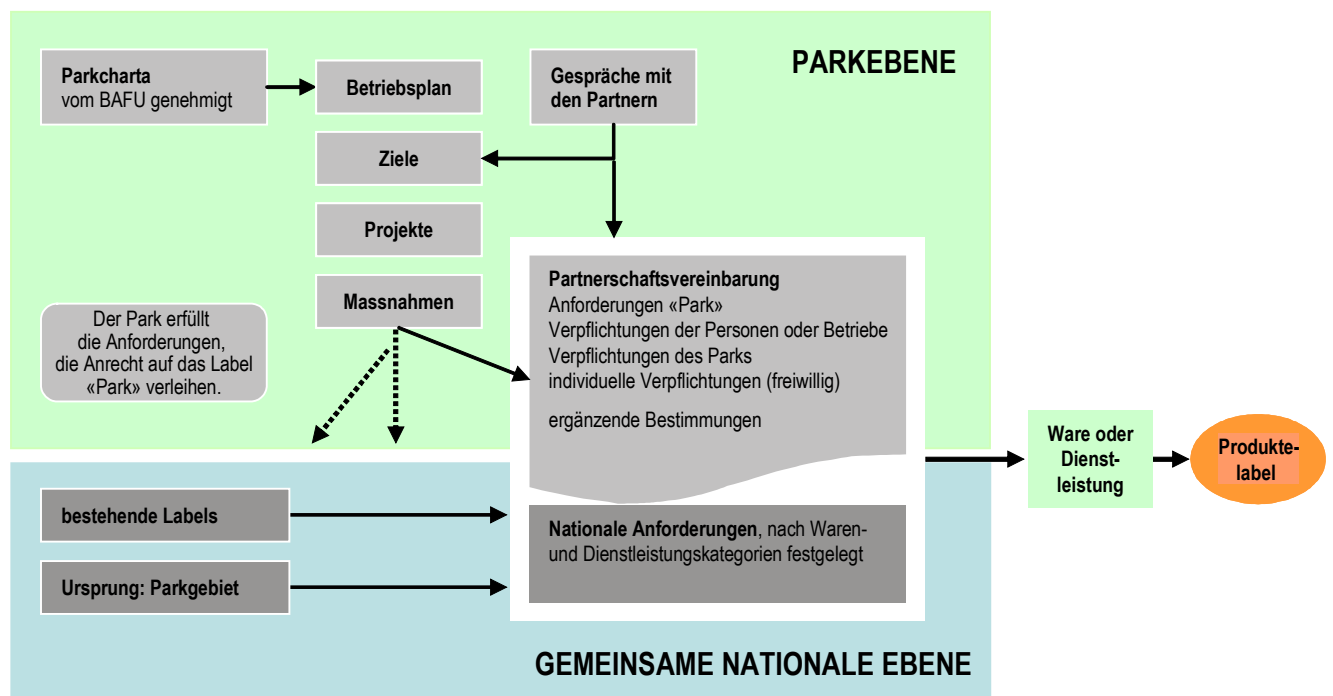 PARKEBENE
Parkcharta
vom BAFU genehmigt
Betriebsplan
Gespräche mit
den Partnern
Ziele
Projekte
Massnahmen
Der Park erfüllt
die Anforderungen,
die Anrecht auf das Label
«Park» verleihen.
Partnerschaftsvereinbarung
Anforderungen «Park»
Verpflichtungen der Personen oder Betriebe
Verpflichtungen des Parks
individuelle Verpflichtungen (freiwillig)
ergänzende Bestimmungen
Ware oder
Dienst-
leistung
Produkte-
label
bestehende Labels
Ursprung: Parkgebiet
Nationale Anforderungen, nach Waren-
und Dienstleistungskategorien festgelegt
GEMEINSAME NATIONALE EBENE